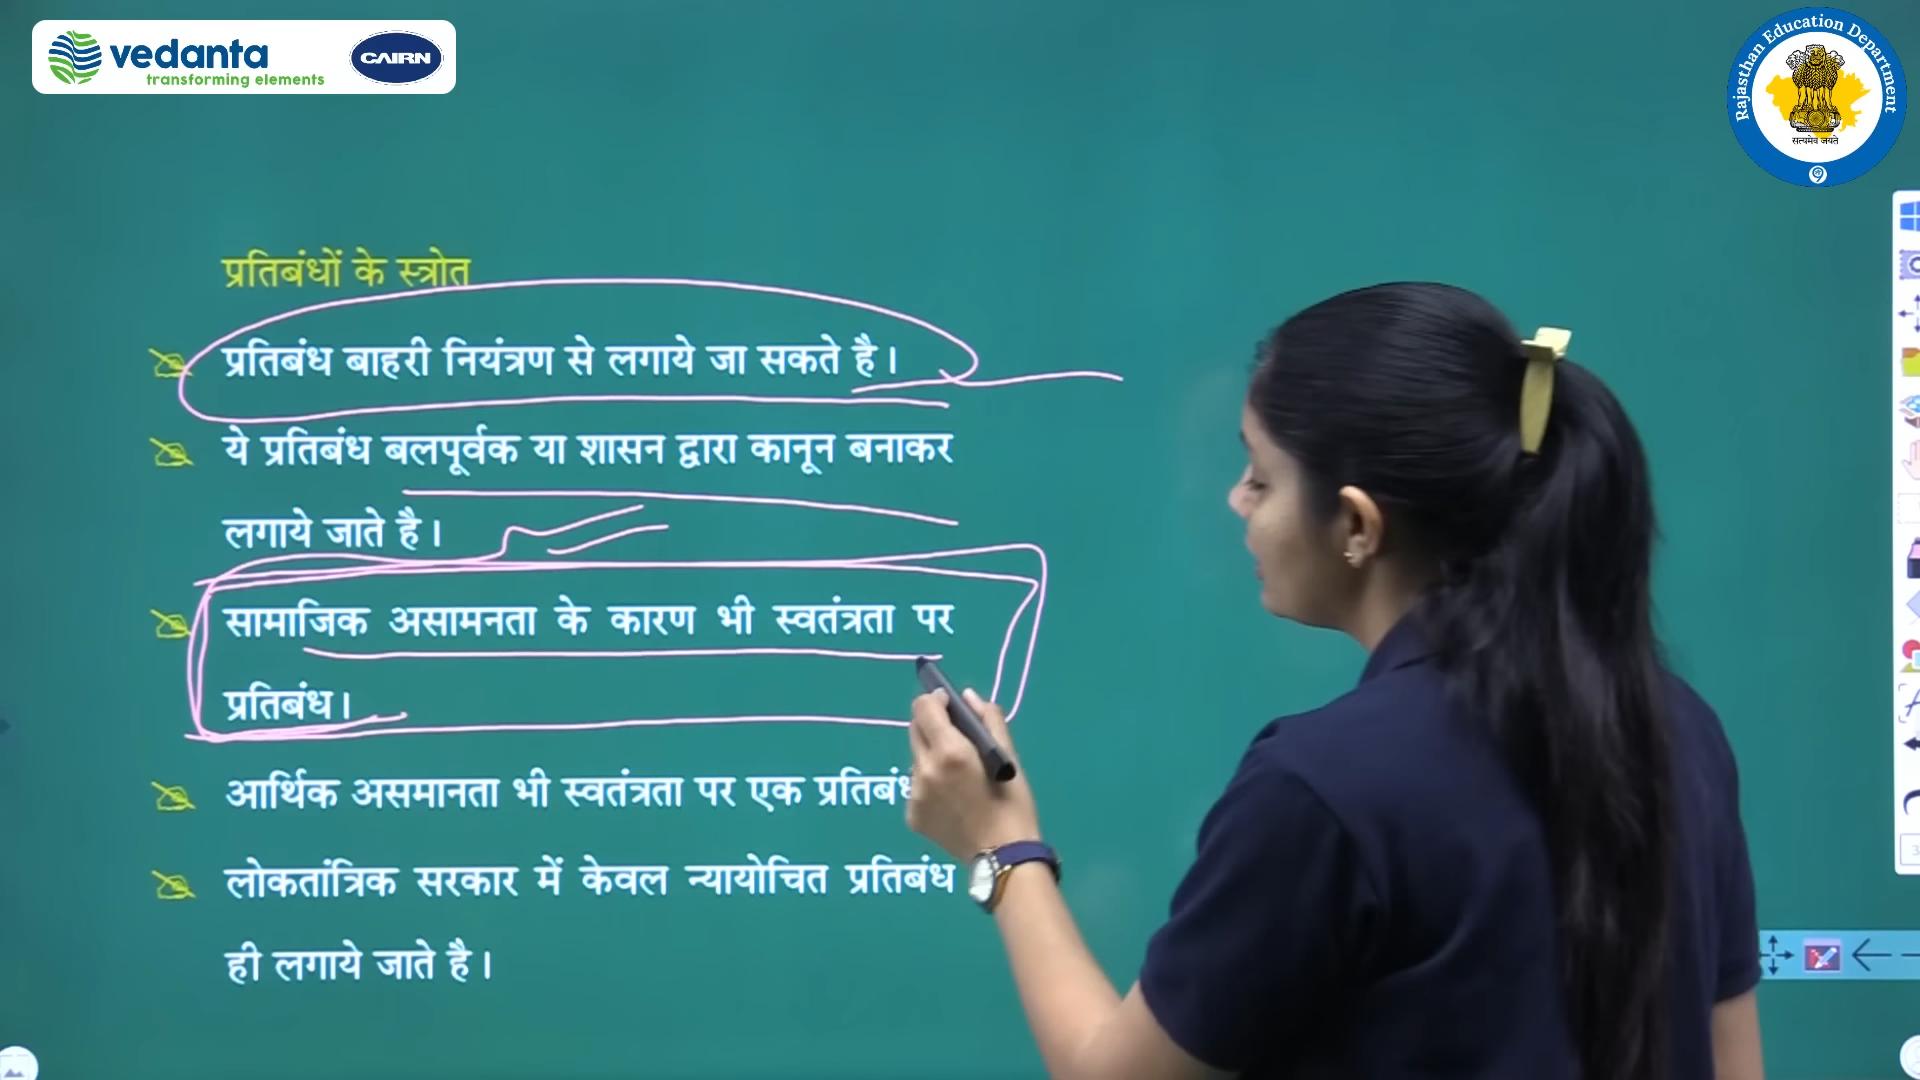 vedanta
transforming elements
CAIRN
Rajasthan Education Department
सत्यमेव जयते
प्रतिबंधों के स्त्रोत
प्रतिबंध बाहरी नियंत्रण से लगाये जा सकते है।
ये प्रतिबंध बलपूर्वक या शासन द्वारा कानून बनाकर
लगाये जाते है।
सामाजिक असामनता के कारण भी स्वतंत्रता पर
प्रतिबंध।
आर्थिक असमानता भी स्वतंत्रता पर एक
लोकतांत्रिक सरकार में केवल न्यायोचित प्रतिबंध
ही लगाये जाते है।